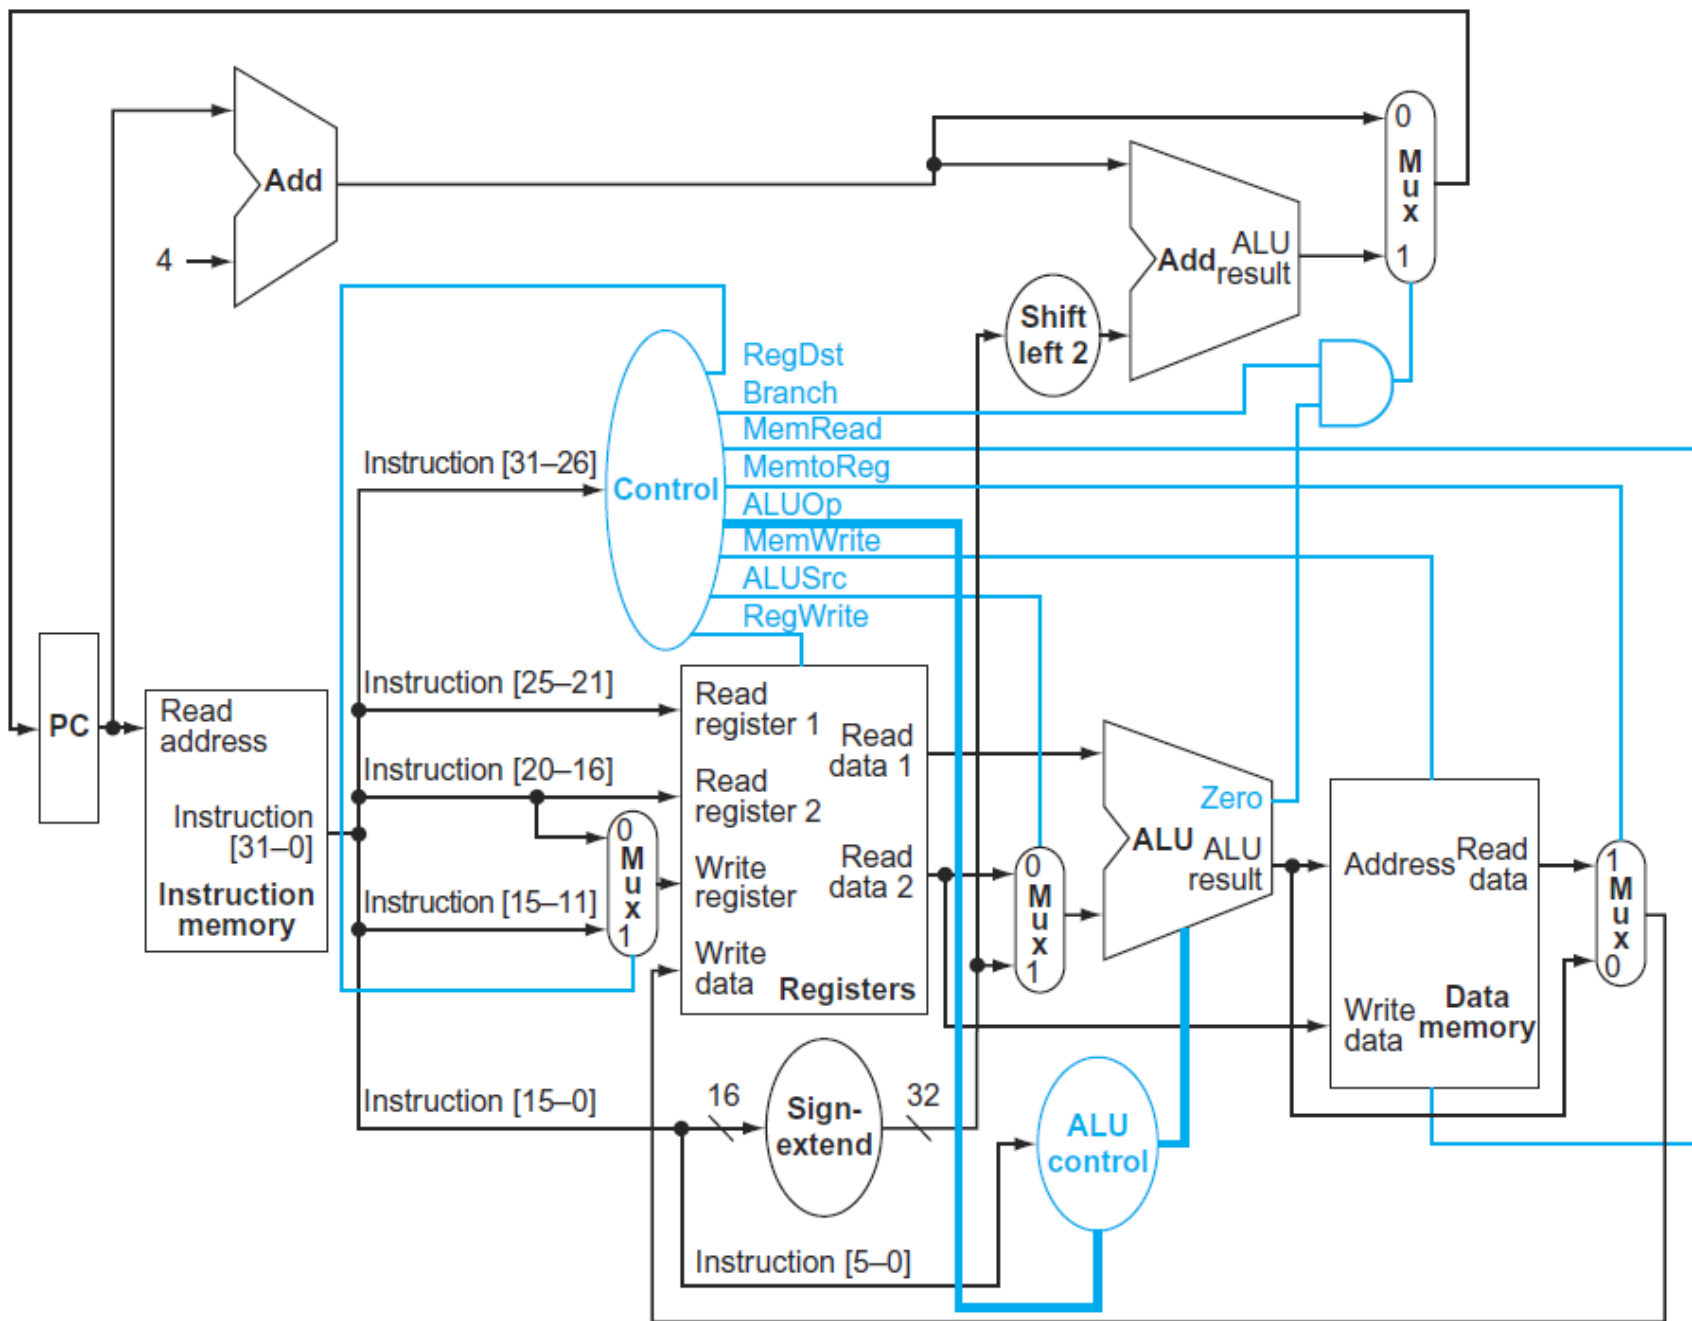 0
M
u
x
1
Add
4
ALU
Add result
Shift
left 2
RegDst
Branch
MemRead
MemtoReg
ALUOp
MemWrite
ALUSrc
RegWrite
Instruction [31–26]
Control
PC
Read
address
Instruction
[31–0]
Instruction
memory
Instruction [25–21]
Instruction [20–16]
Instruction [15–11]
0
M
u
x
1
Read
register 1
Read
register 2
Write
register
Write
data
Read
data 1
Read
data 2
Registers
0
M
u
x
1
Zero
ALU
ALU
result
Address
Read
data
Write
data
Data
memory
1
M
u
x
0
Instruction [15–0]
16
Sign-
extend
32
ALU
control
Instruction [5–0]